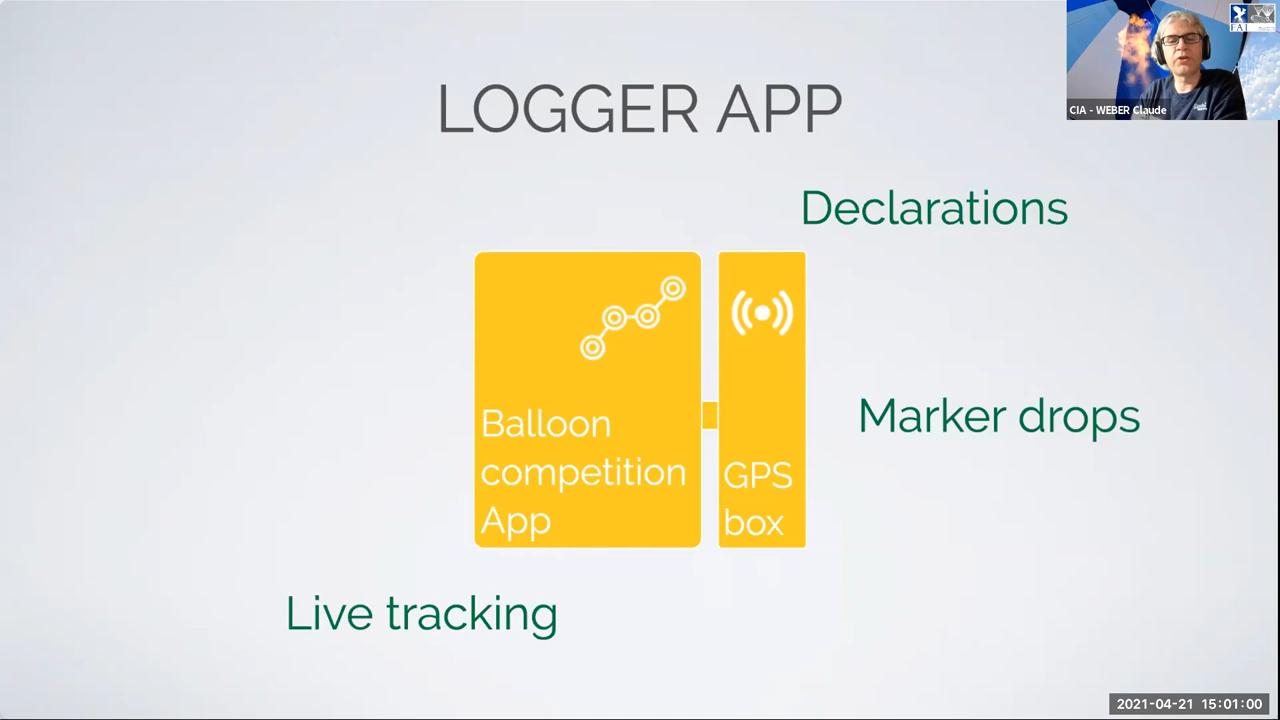 LOGGER APP
FAI
CIA - WEBER Claude
Declarations
Balloon
competition
App
GPS
box
Marker drops
Live tracking
2021-04-21 15:01:00